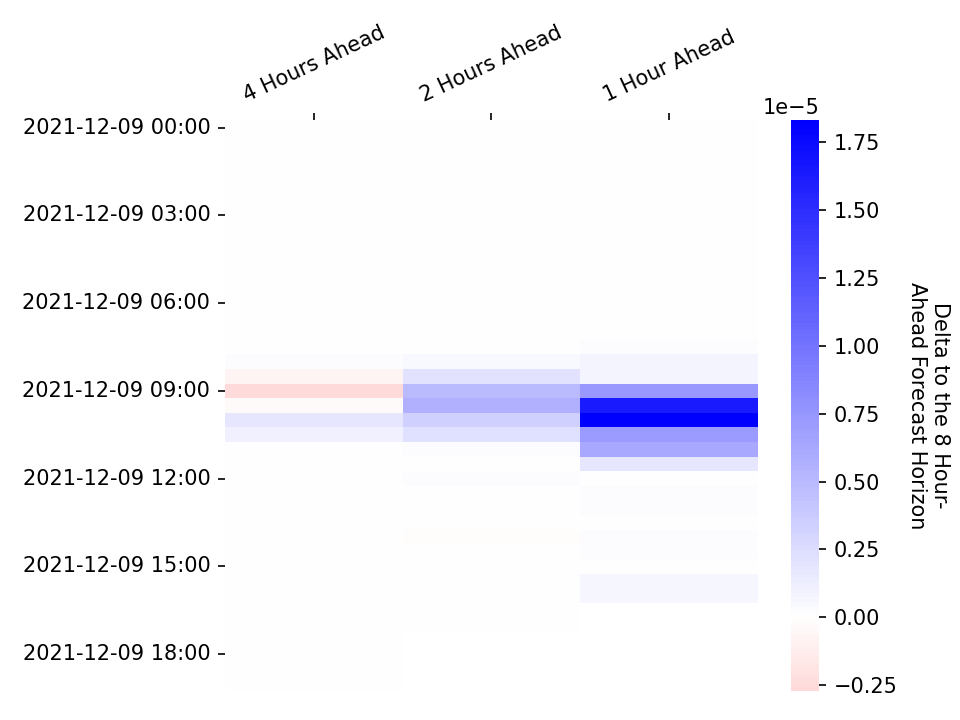 4 Hours Ahead
2 Hours Ahead
1 Hour Ahead
1e−5
2021-12-09 00:00
2021-12-09 03:00
2021-12-09 06:00
2021-12-09 09:00
2021-12-09 12:00
2021-12-09 15:00
2021-12-09 18:00
1.75
1.50
1.25
1.00
0.75
0.50
0.25
0.00
−0.25
Delta to the 8 Hour-
Ahead Forecast Horizon